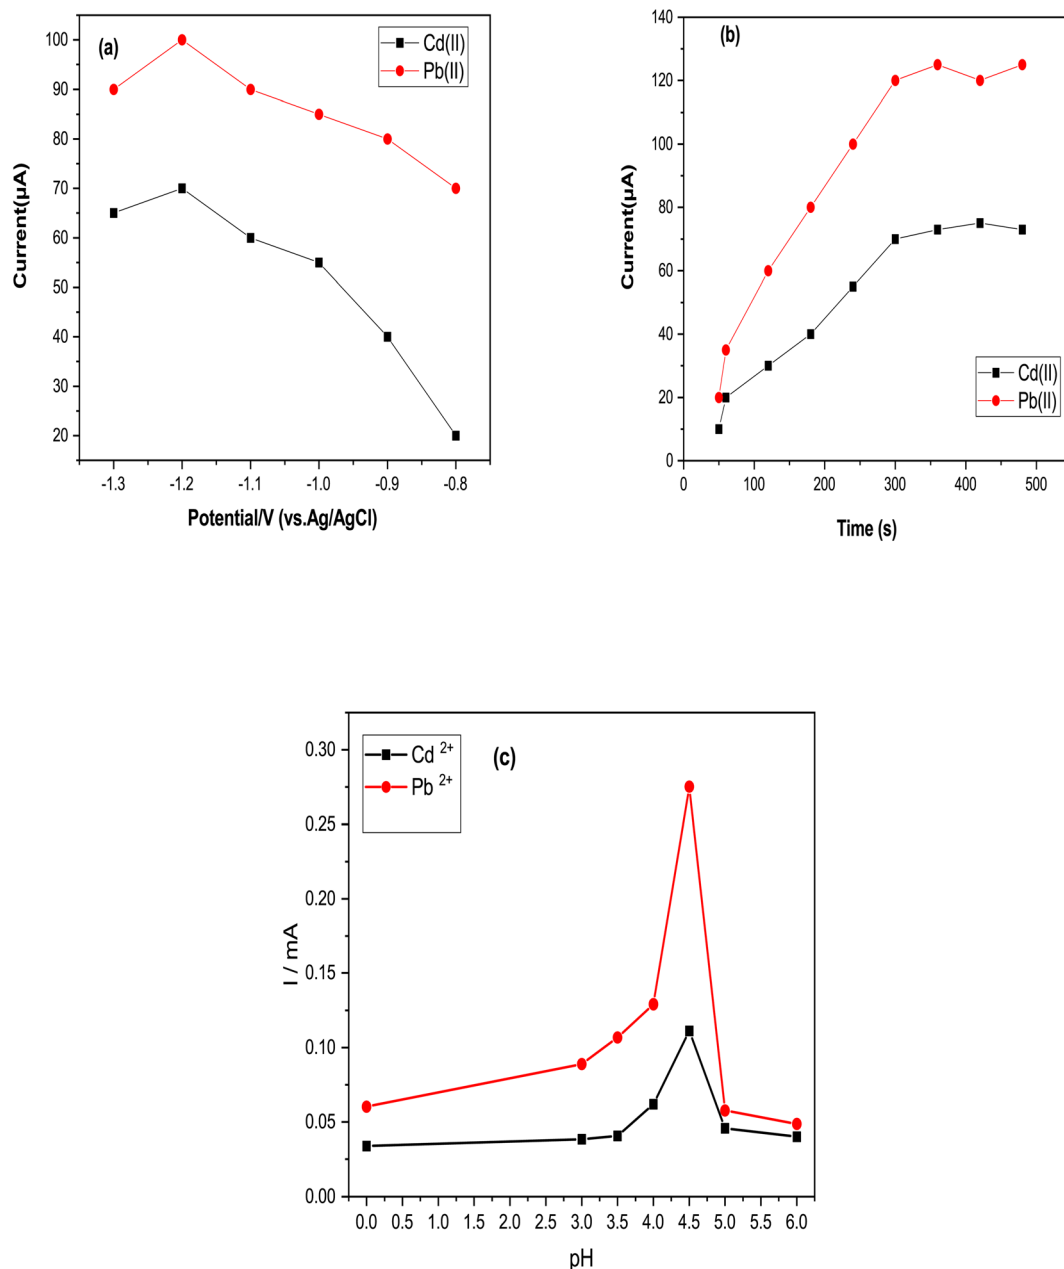 (a)
Cd(II)
Pb(II)
100
90
80
70
60
50
40
30
20
Current(µA)
-1.3 -1.2 -1.1 -1.0 -0.9 -0.8
Potential/V (vs.Ag/AgCl)
(b)
140
120
100
80
60
40
20
0
Current(µA)
Cd(II)
Pb(II)
0 100 200 300 400 500
Time (s)
(c)
Cd 2+
Pb 2+
0.30
0.25
0.20
0.15
0.10
0.05
0.00
I / mA
0.0 0.5 1.0 1.5 2.0 2.5 3.0 3.5 4.0 4.5 5.0 5.5 6.0
pH